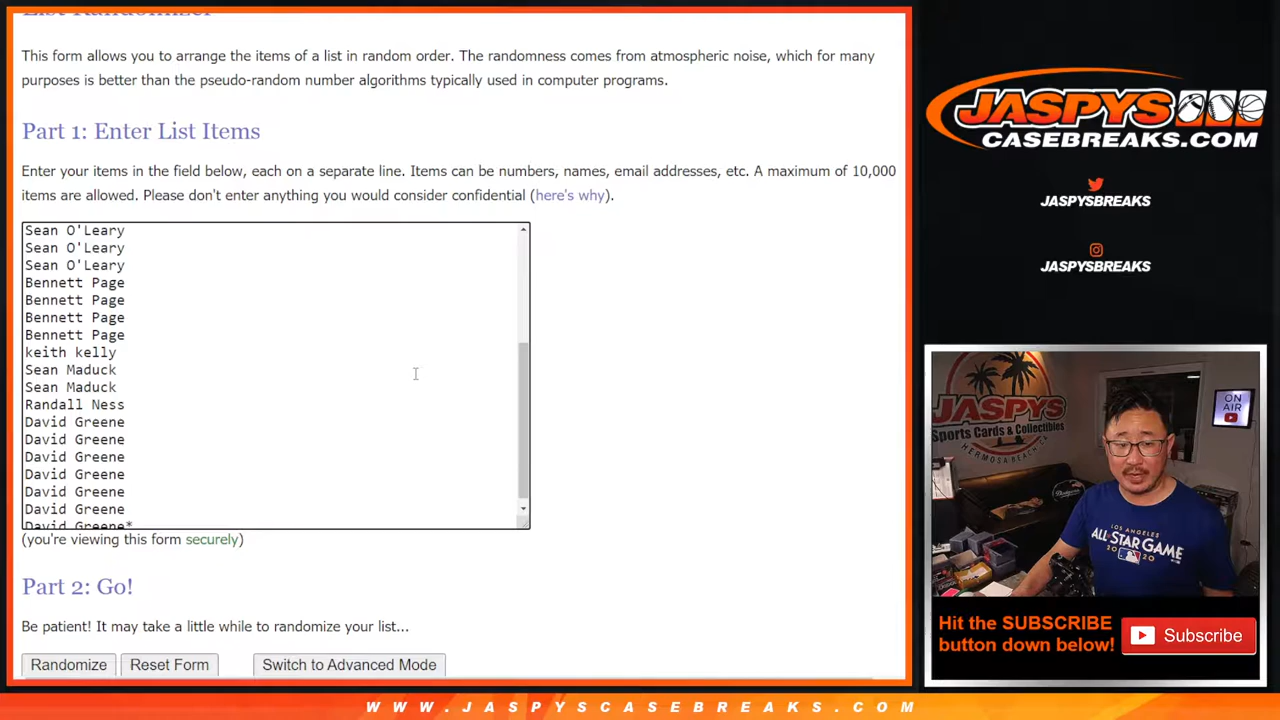 List Randomizer
This form allows you to arrange the items of a list in random order. The randomness comes from atmospheric noise, which for many
purposes is better than the pseudo-random number algorithms typically used in computer programs.
Part 1: Enter List Items
Enter your items in the field below, each on a separate line. Items can be numbers, names, email addresses, etc. A maximum of 10,000
items are allowed. Please don't enter anything you would consider confidential (here's why).
Sean O'Leary
Sean O'Leary
Sean O'Leary
Bennett Page
Bennett Page
Bennett Page
Bennett Page
keith kelly
Sean Maduck
Sean Maduck
Randall Ness
David Greene
David Greene
David Greene
David Greene
David Greene
David Greene
David Greene*
(you're viewing this form securely)
Part 2: Go!
Be patient! It may take a little while to randomize your list...
Randomize
Reset Form
Switch to Advanced Mode
JASPYS
CASEBREAKS.COM
JASPYSBREAKS
JASPYSBREAKS
JASPYS
Sports Cards & Collectibles
HERMOSA BEACH CA
ON
AIR
LOS ANGELES
ALL STAR GAME
2020
Hit the SUBSCRIBE
button down below!
Subscribe
WWW.JASPYSCASEBREAKS.COM